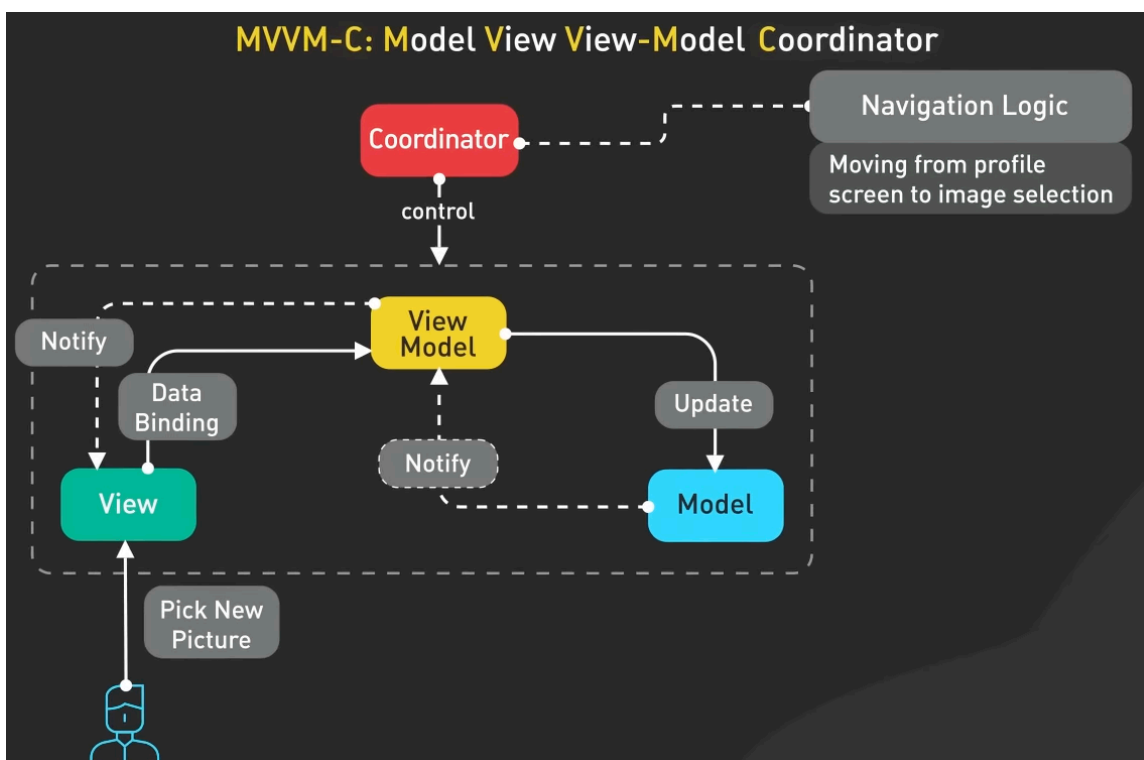 MVVM-C: Model View View-Model Coordinator
Coordinator
Navigation Logic
Moving from profile
screen to image selection
control
View
Model
Notify
Data
Binding
Update
Notify
View
Model
Pick New
Picture